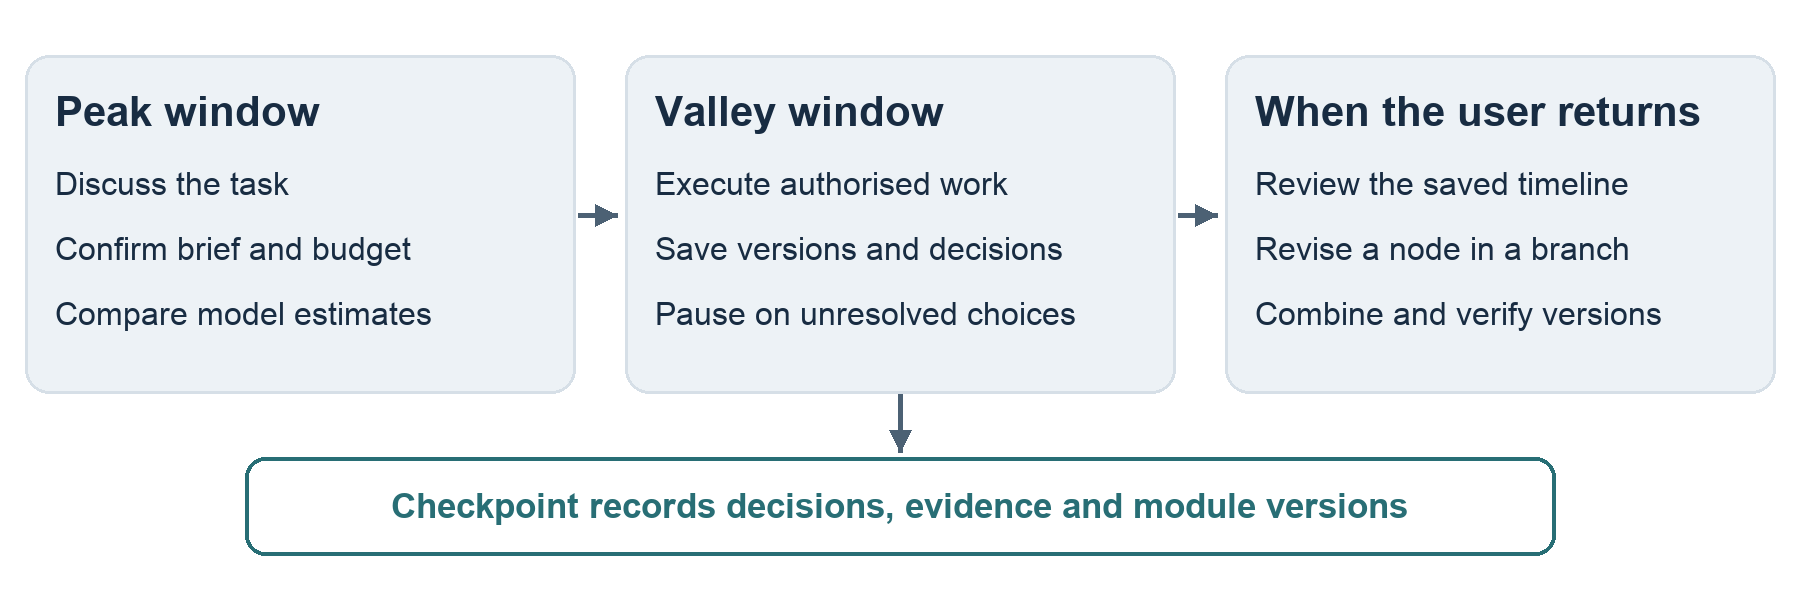 Peak window
Discuss the task
Confirm brief and budget
Compare model estimates
Valley window
Execute authorised work
Save versions and decisions
Pause on unresolved choices
When the user returns
Review the saved timeline
Revise a node in a branch
Combine and verify versions
Checkpoint records decisions, evidence and module versions